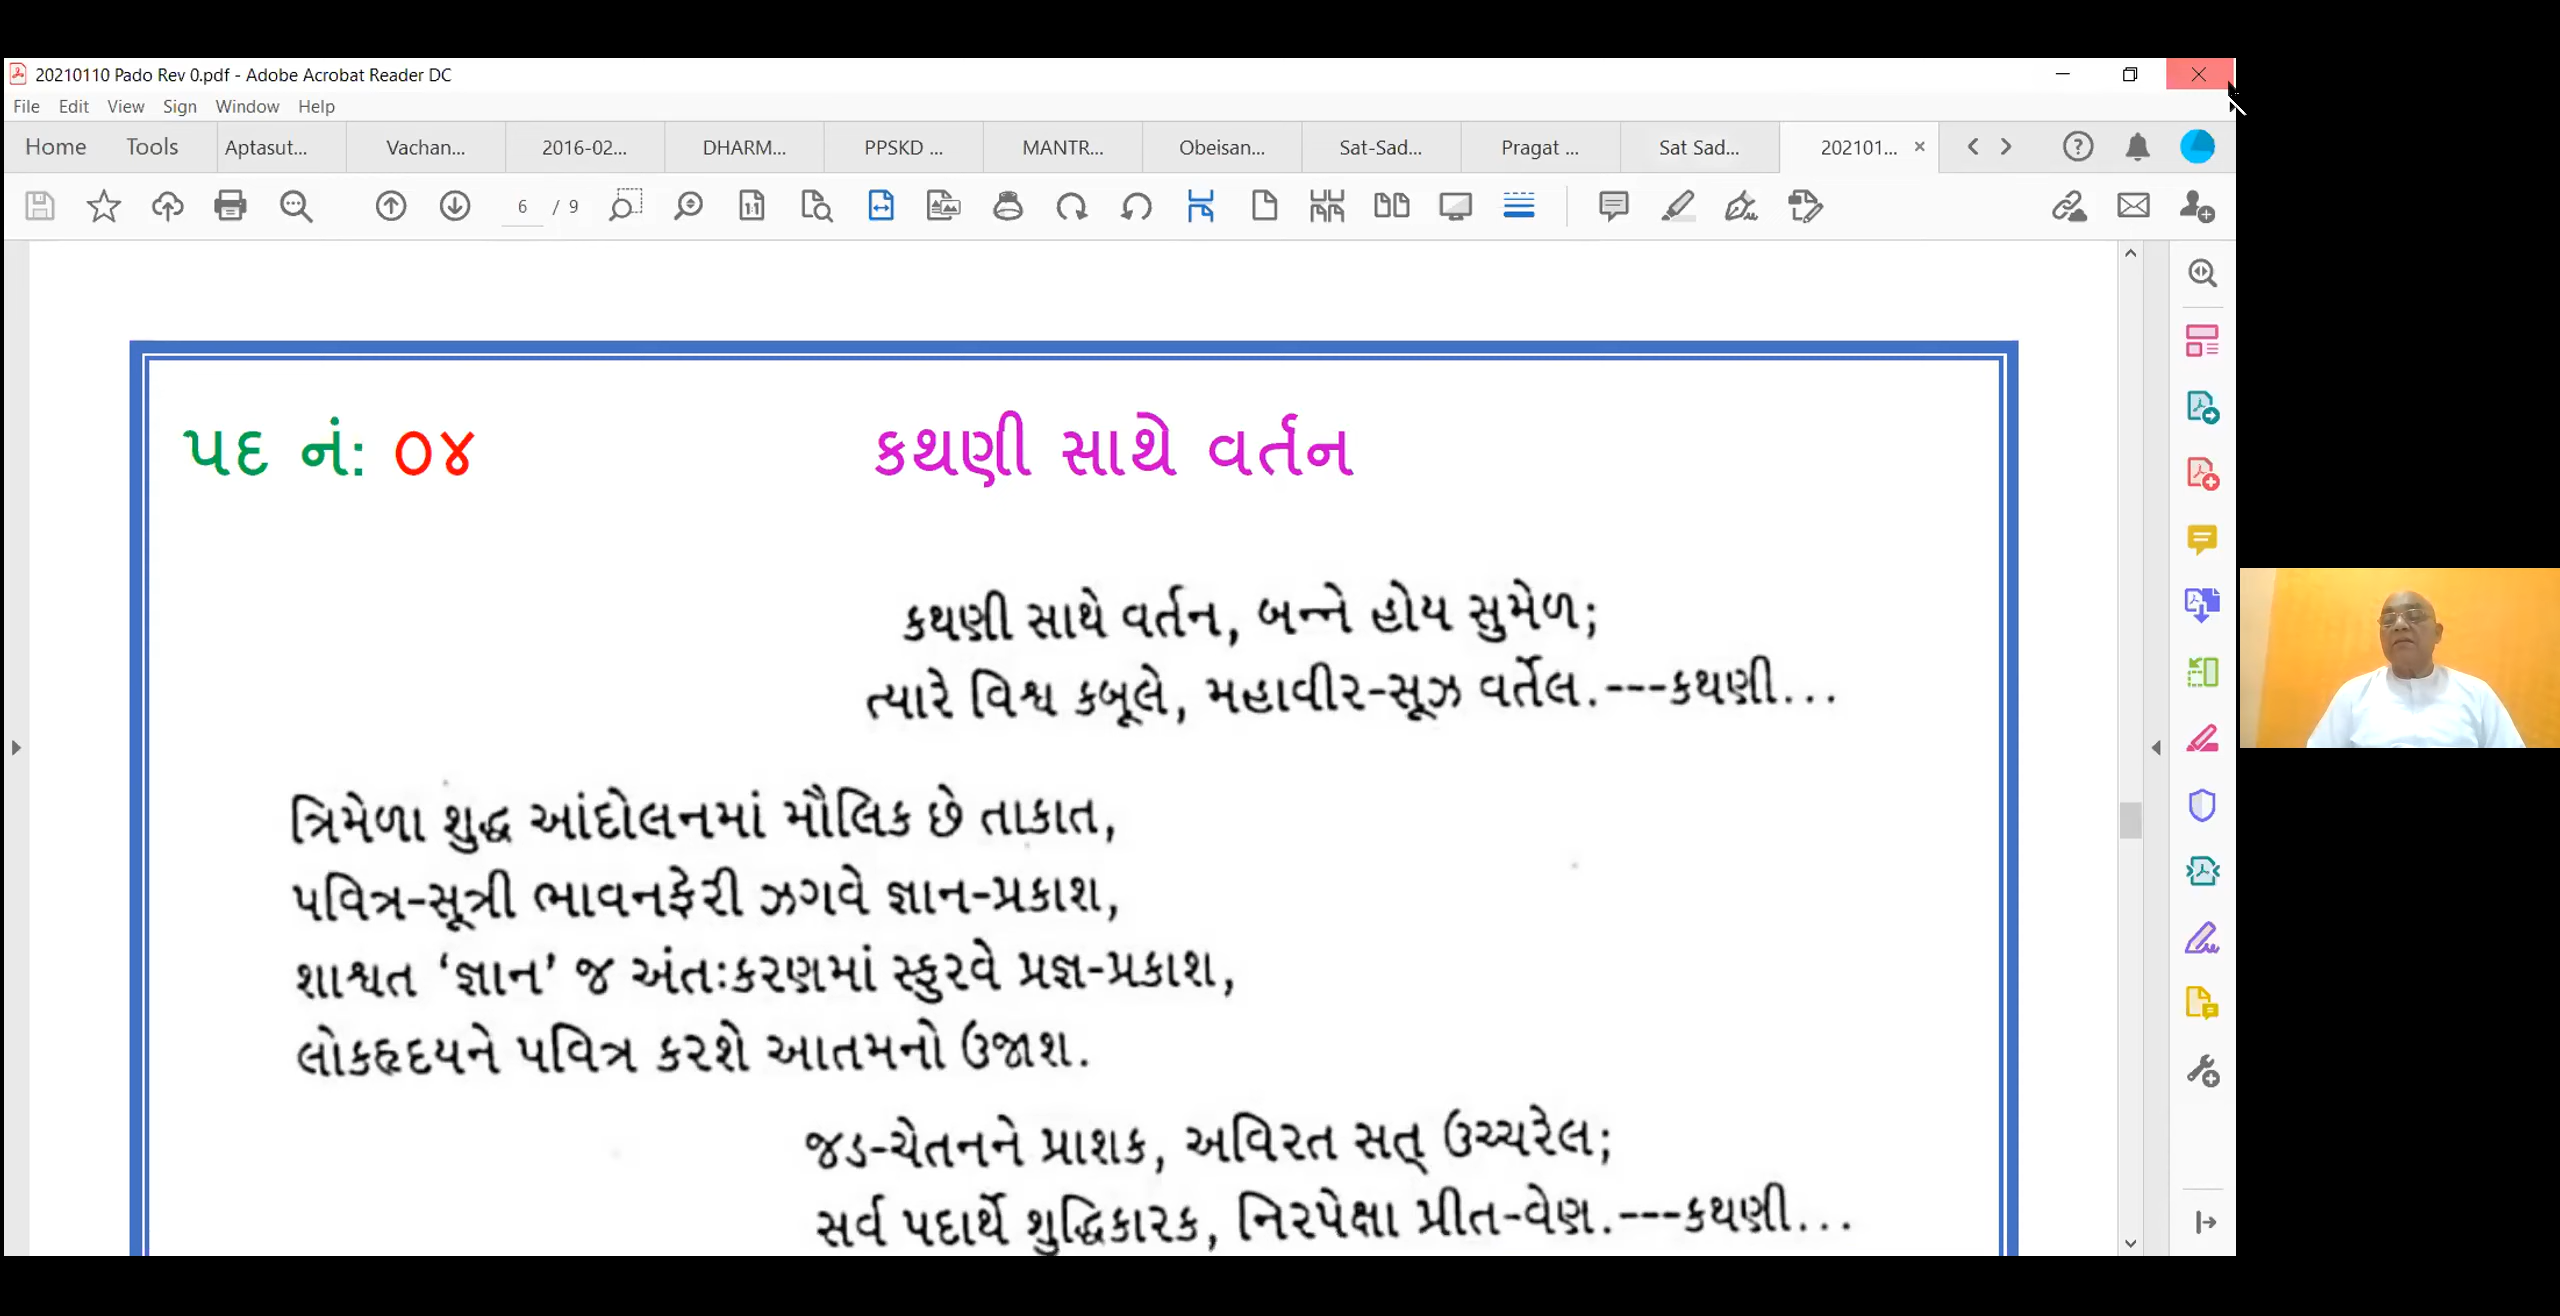 20210110 Pado Rev 0.pdf - Adobe Acrobat Reader DC
File Edit View Sign Window Help
Home Tools Aptasut... Vachan... 2016-02... DHARM... PPSKD ... MANTR... Obeisan... Sat-Sad... Pragat ... Sat Sad... 202101...
6 / 9
પદ નં: ૦૪ કથણી સાથે વર્તન
કથણી સાથે વર્તન, બન્ને હોય સુમેળ;
ત્યારે વિશ્વ કબૂલે, મહાવીર-સૂઝ વર્તેલ.---કથણી...
ત્રિમેળા શુદ્ધ આંદોલનમાં મૌલિક છે તાકાત,
પવિત્ર-સૂત્રી ભાવનફેરી ઝગવે જ્ઞાન-પ્રકાશ,
શાશ્વત ‘જ્ઞાન’ જ અંતઃકરણમાં સ્ફુરવે પ્રજ્ઞ-પ્રકાશ,
લોકહૃદયને પવિત્ર કરશે આતમનો ઉજાશ.
જડ-ચેતનને પ્રાશક, અવિરત સત્ ઉચ્ચરેલ;
સર્વ પદાર્થે શુદ્ધિકારક, નિરપેક્ષા પ્રીત-વેણ.---કથણી...